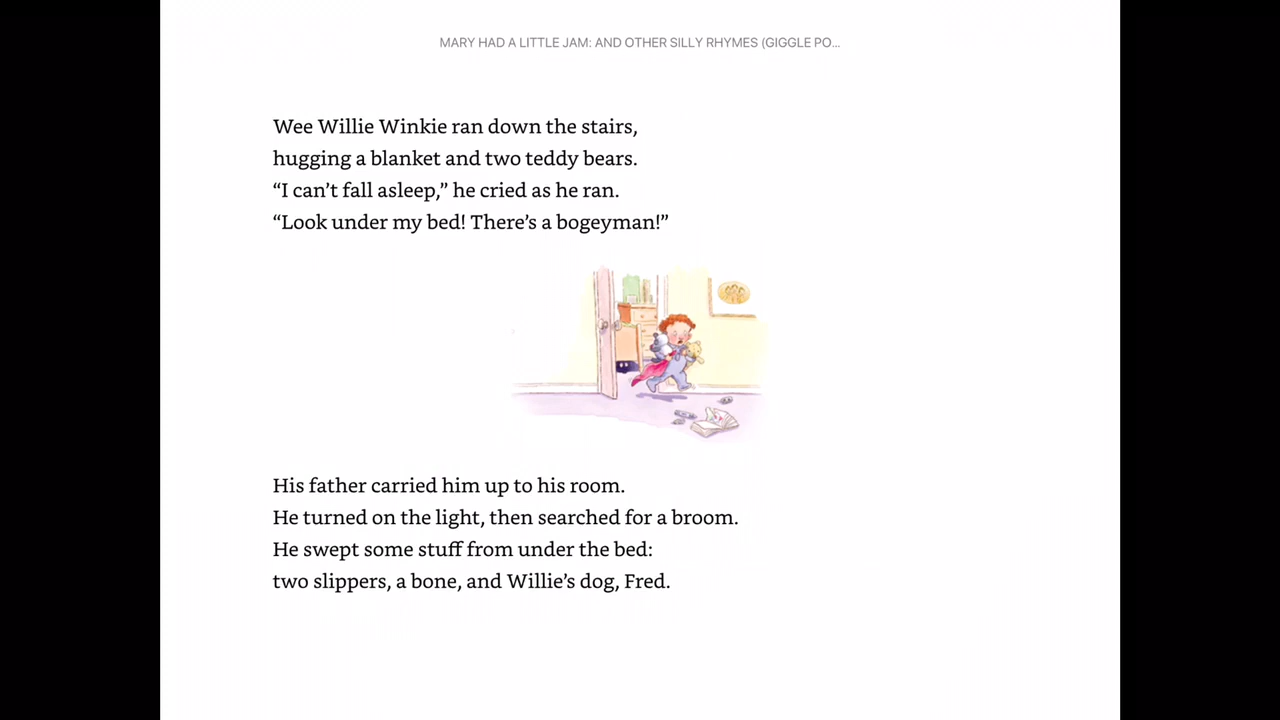 MARY HAD A LITTLE JAM: AND OTHER SILLY RHYMES (GIGGLE PO...
Wee Willie Winkie ran down the stairs,
hugging a blanket and two teddy bears.
“I can’t fall asleep,” he cried as he ran.
“Look under my bed! There’s a bogeyman!”
His father carried him up to his room.
He turned on the light, then searched for a broom.
He swept some stuff from under the bed:
two slippers, a bone, and Willie’s dog, Fred.